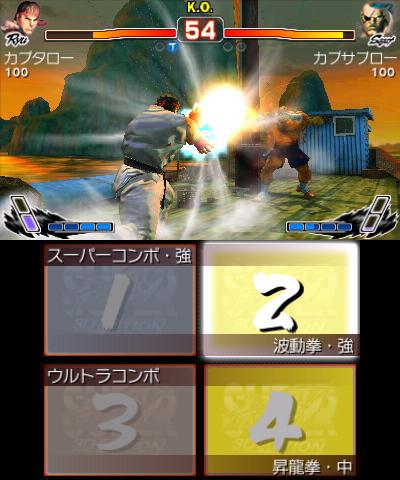 K.O.
54
Ryu
Sagat
カプタロー
カプサブロー
100
100
T
スーパーコンボ・強
1
2
波動拳・強
ウルトラコンボ
3
4
昇龍拳・中